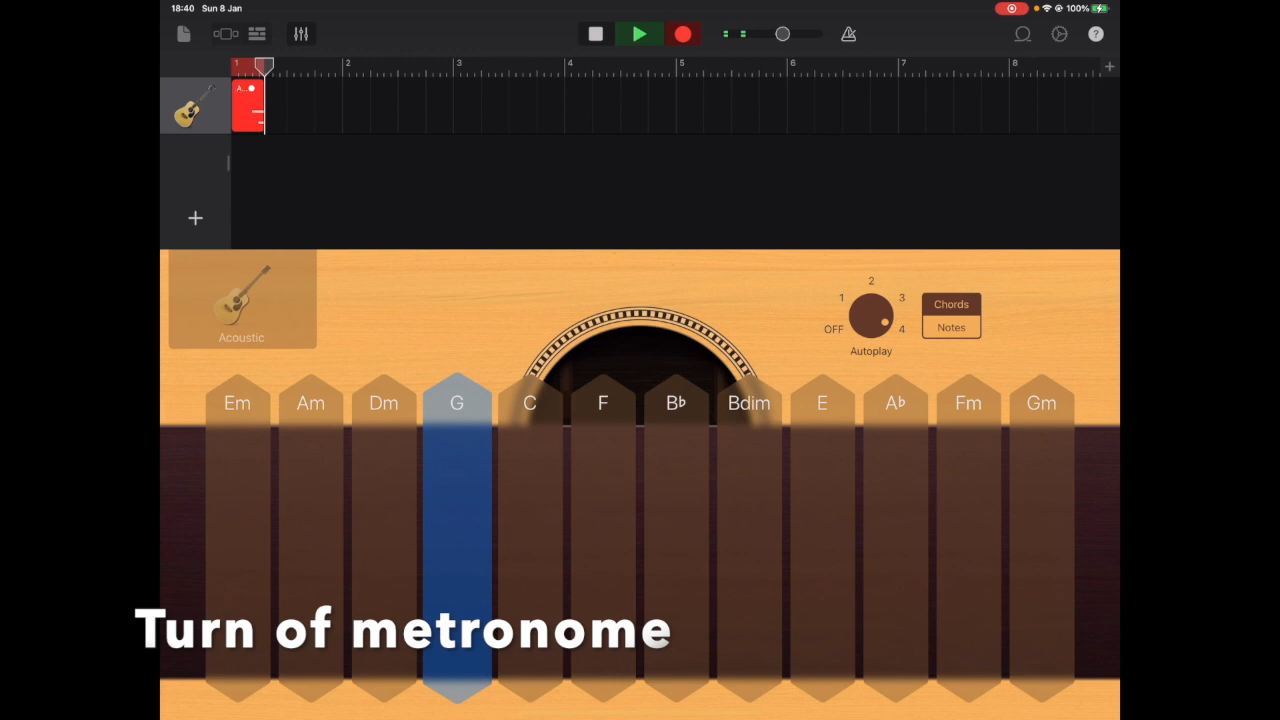 18:40 Sun 8 Jan 100%
?
1 2 3 4 5 6 7 8 +
A...
+
Acoustic
2
1 3
OFF 4
Autoplay
Chords
Notes
Em Am Dm G C F B♭ Bdim E A♭ Fm Gm
Turn of metronome